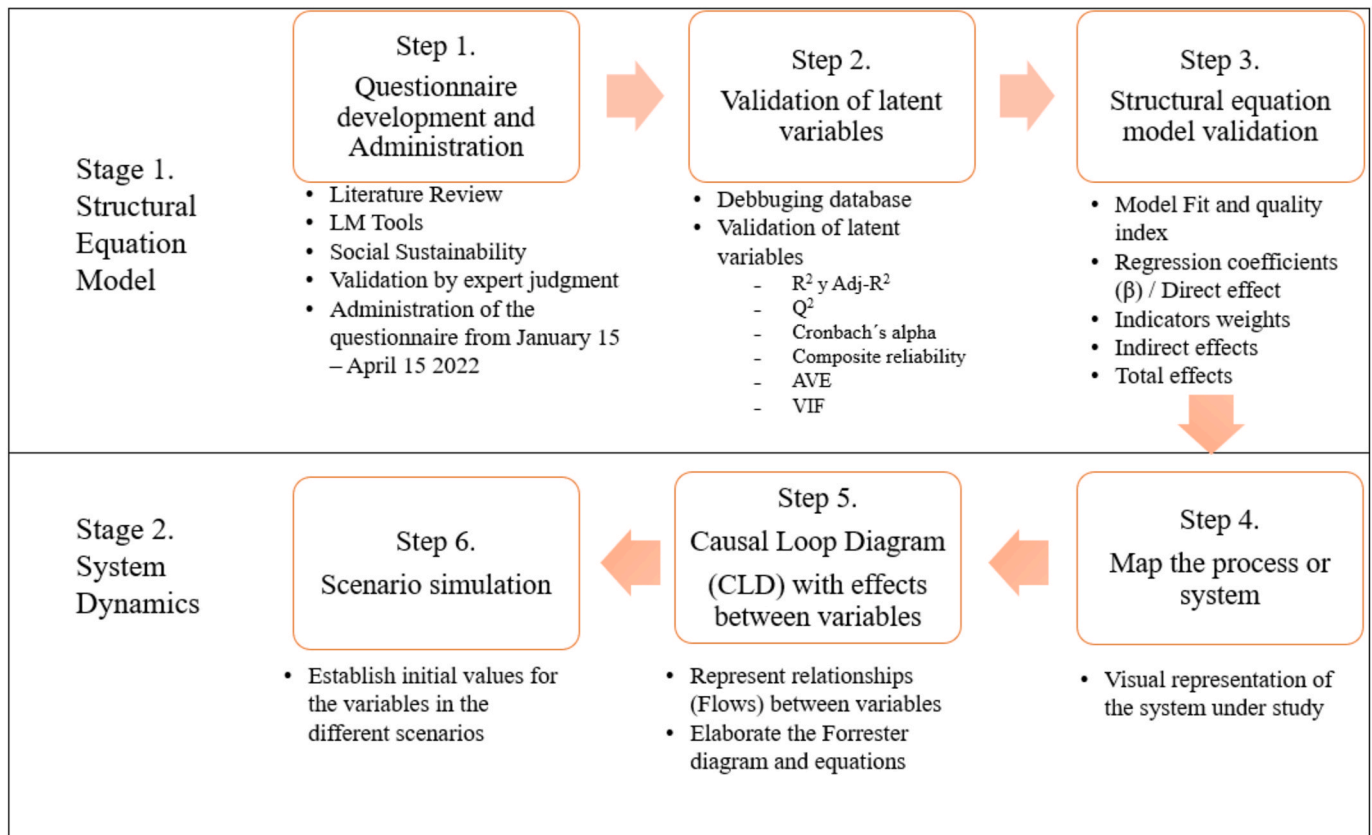 Stage 1.
Structural
Equation
Model
Step 1.
Questionnaire
development and
Administration
• Literature Review
• LM Tools
• Social Sustainability
• Validation by expert judgment
• Administration of the
questionnaire from January 15
– April 15 2022
Step 2.
Validation of latent
variables
• Debbuging database
• Validation of latent
variables
- R² y Adj-R²
- Q²
- Cronbach´s alpha
- Composite reliability
- AVE
- VIF
Step 3.
Structural equation
model validation
• Model Fit and quality
index
• Regression coefficients
(β) / Direct effect
• Indicators weights
• Indirect effects
• Total effects
Stage 2.
System
Dynamics
Step 6.
Scenario simulation
• Establish initial values for
the variables in the
different scenarios
Step 5.
Causal Loop Diagram
(CLD) with effects
between variables
• Represent relationships
(Flows) between variables
• Elaborate the Forrester
diagram and equations
Step 4.
Map the process or
system
• Visual representation of
the system under study